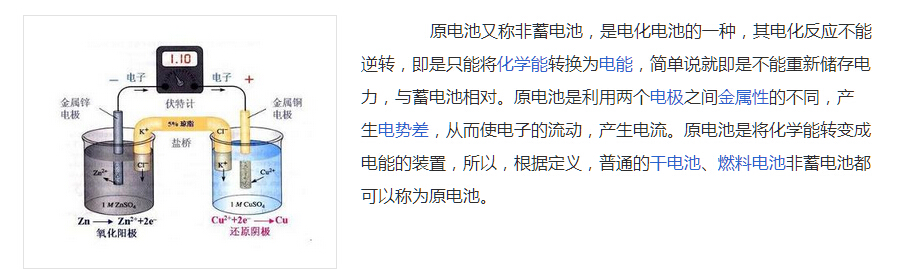 1.10
－ 电子 电子 ＋
金属锌
电极
伏特计
金属铜
电极
K⁺ 5% 琼脂 Cl⁻
盐桥
Cl⁻ K⁺
Zn²⁺ Cu²⁺
1 M ZnSO₄ 1 M CuSO₄
Zn → Zn²⁺+2e⁻ Cu²⁺+2e⁻ → Cu
氧化阳极 还原阴极
原电池又称非蓄电池，是电化电池的一种，其电化反应不能
逆转，即是只能将化学能转换为电能，简单说就即是不能重新储存电
力，与蓄电池相对。原电池是利用两个电极之间金属性的不同，产
生电势差，从而使电子的流动，产生电流。原电池是将化学能转变成
电能的装置，所以，根据定义，普通的干电池、燃料电池非蓄电池都
可以称为原电池。